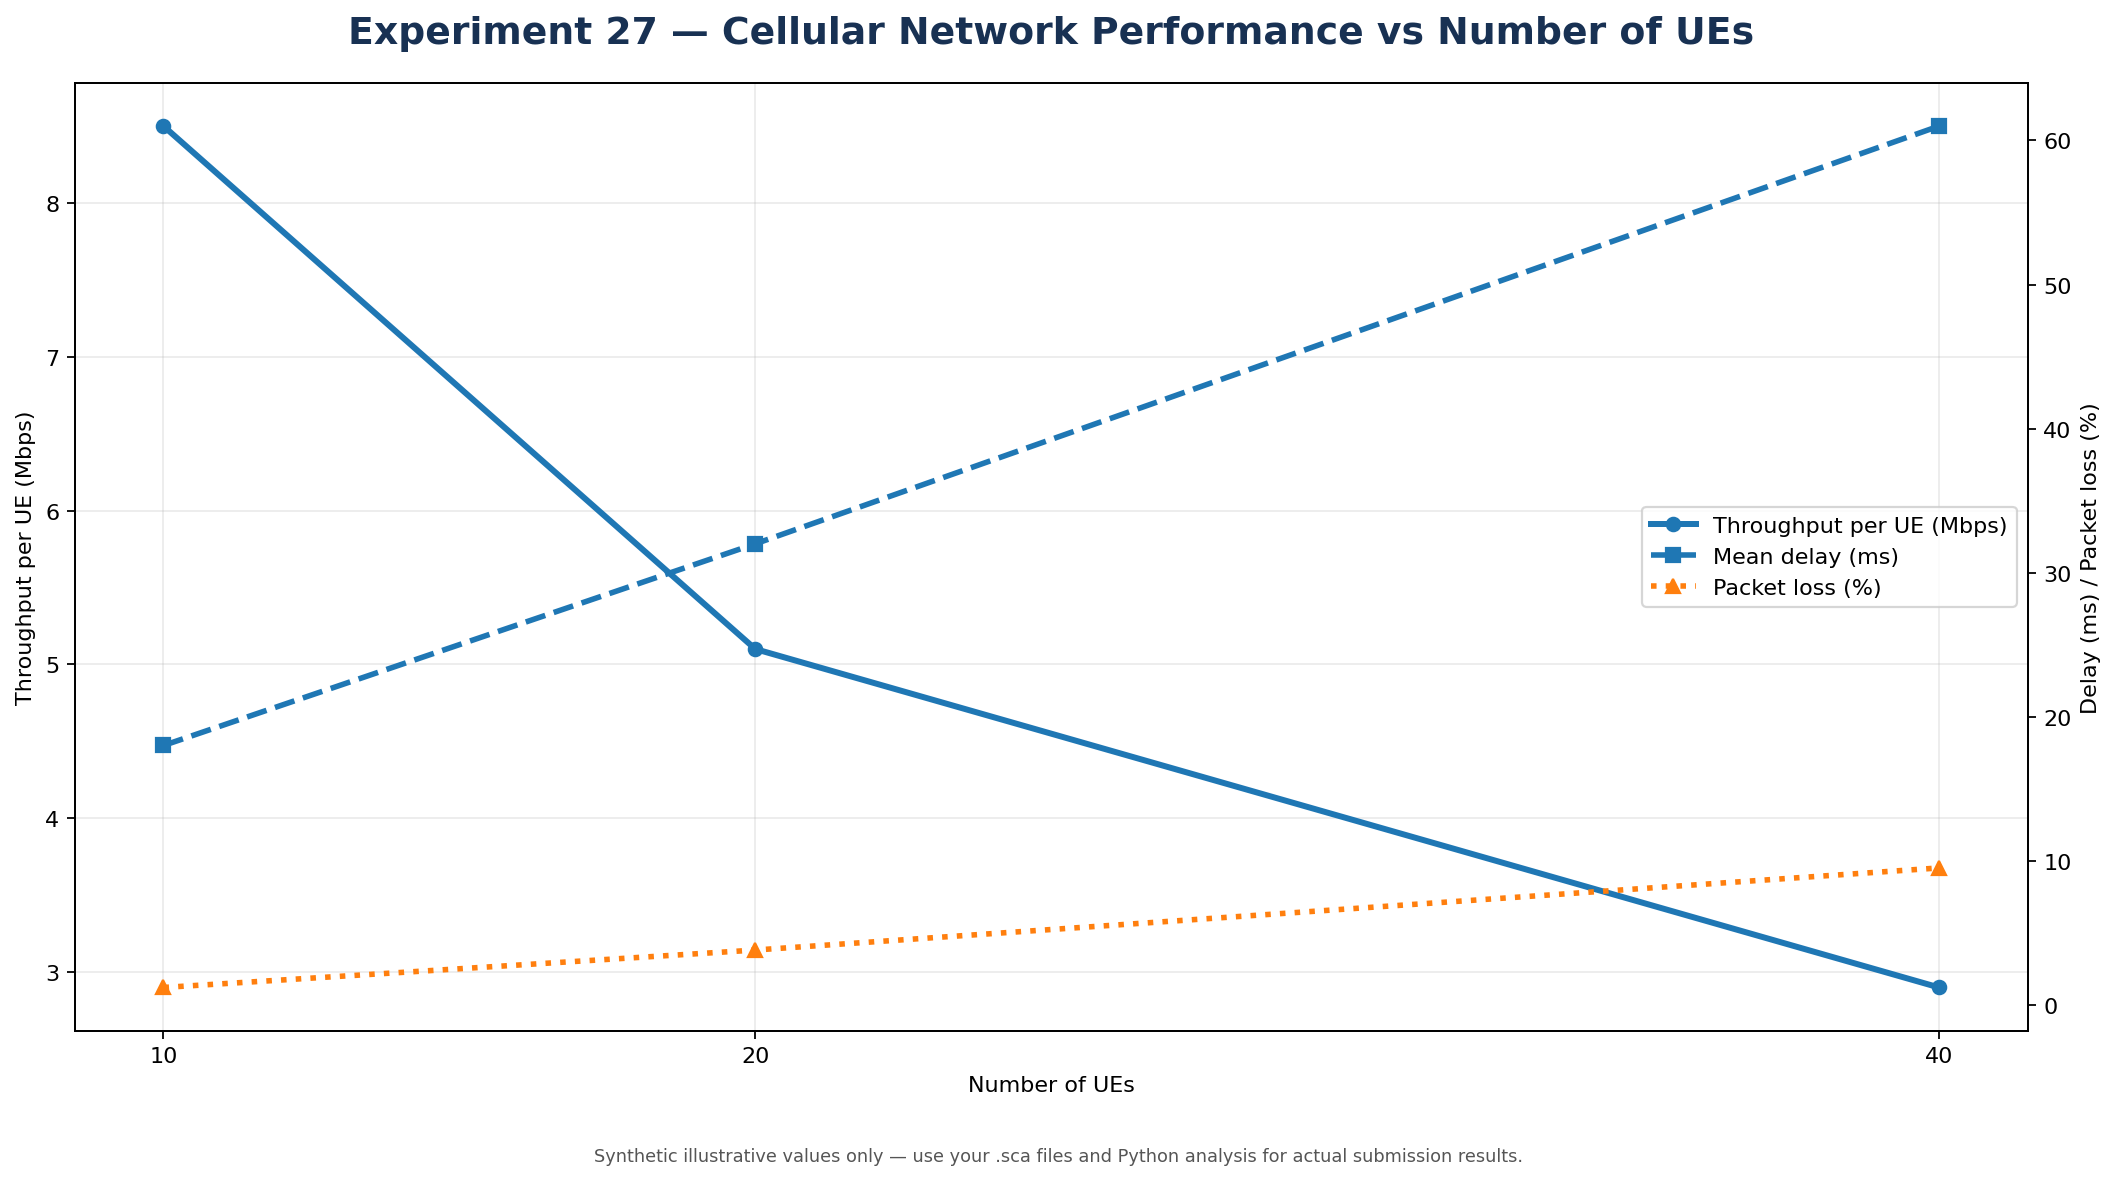 Experiment 27 — Cellular Network Performance vs Number of UEs
Throughput per UE (Mbps)
8
7
6
5
4
3
60
50
40
30
20
10
0
Delay (ms) / Packet loss (%)
Throughput per UE (Mbps)
Mean delay (ms)
Packet loss (%)
10 20 40
Number of UEs
Synthetic illustrative values only — use your .sca files and Python analysis for actual submission results.